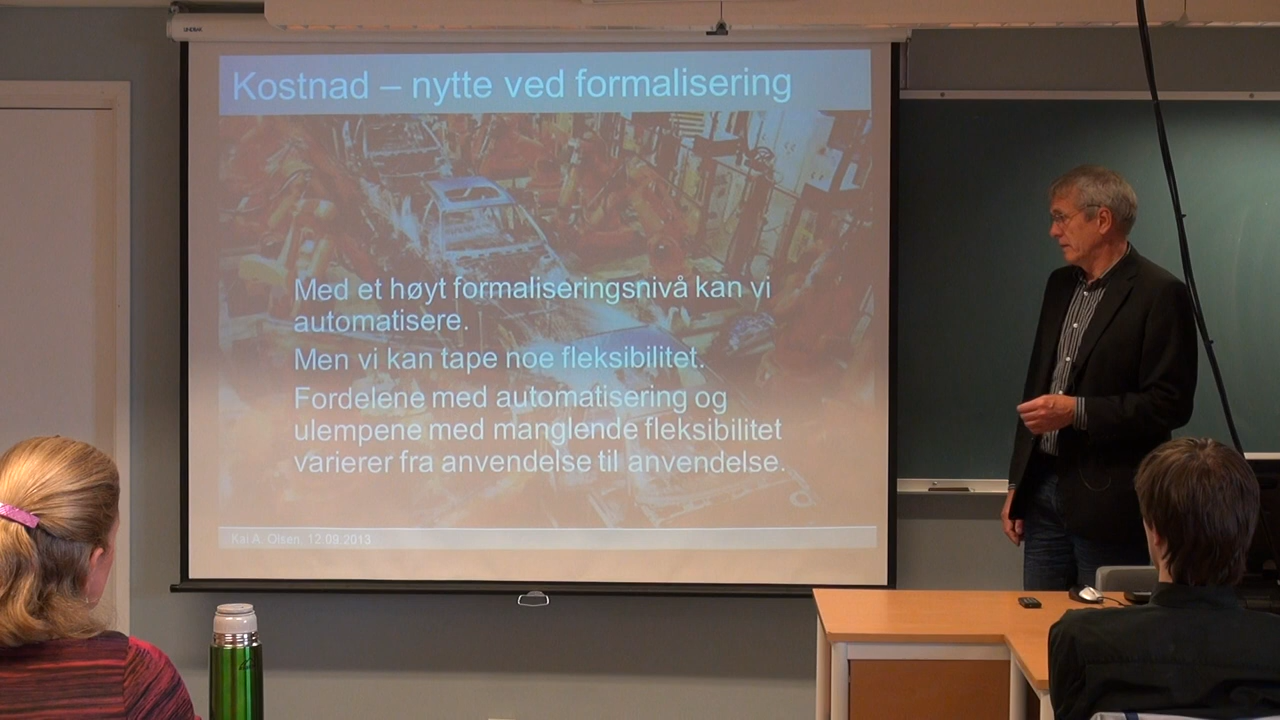 Kostnad – nytte ved formalisering
Med et høyt formaliseringsnivå kan vi
automatisere.
Men vi kan tape noe fleksibilitet.
Fordelene med automatisering og
ulempene med manglende fleksibilitet
varierer fra anvendelse til anvendelse.
Kai A. Olsen, 12.09.2013